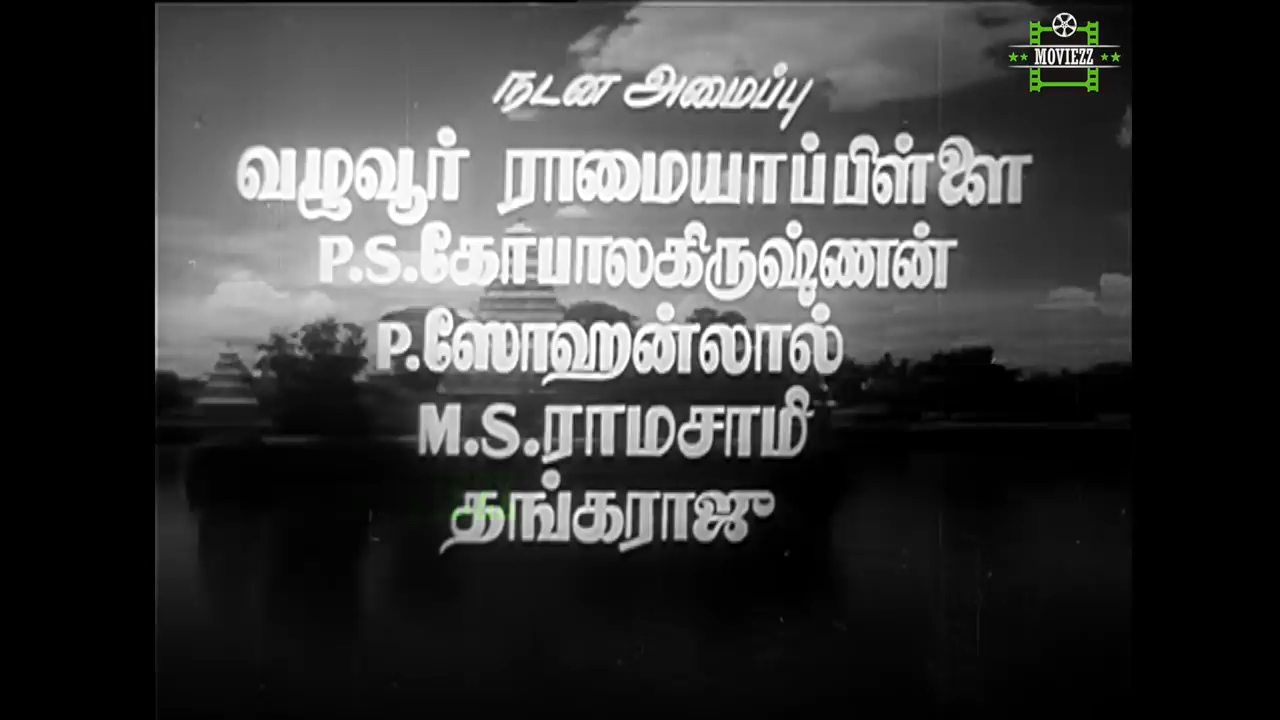 MOVIEZZ
நடன அமைப்பு
வழுவூர் ராமையாப்பிள்ளை
P.S.கோபாலகிருஷ்ணன்
P.ஸோஹன்லால்
M.S.ராமசாமி
தங்கராஜு